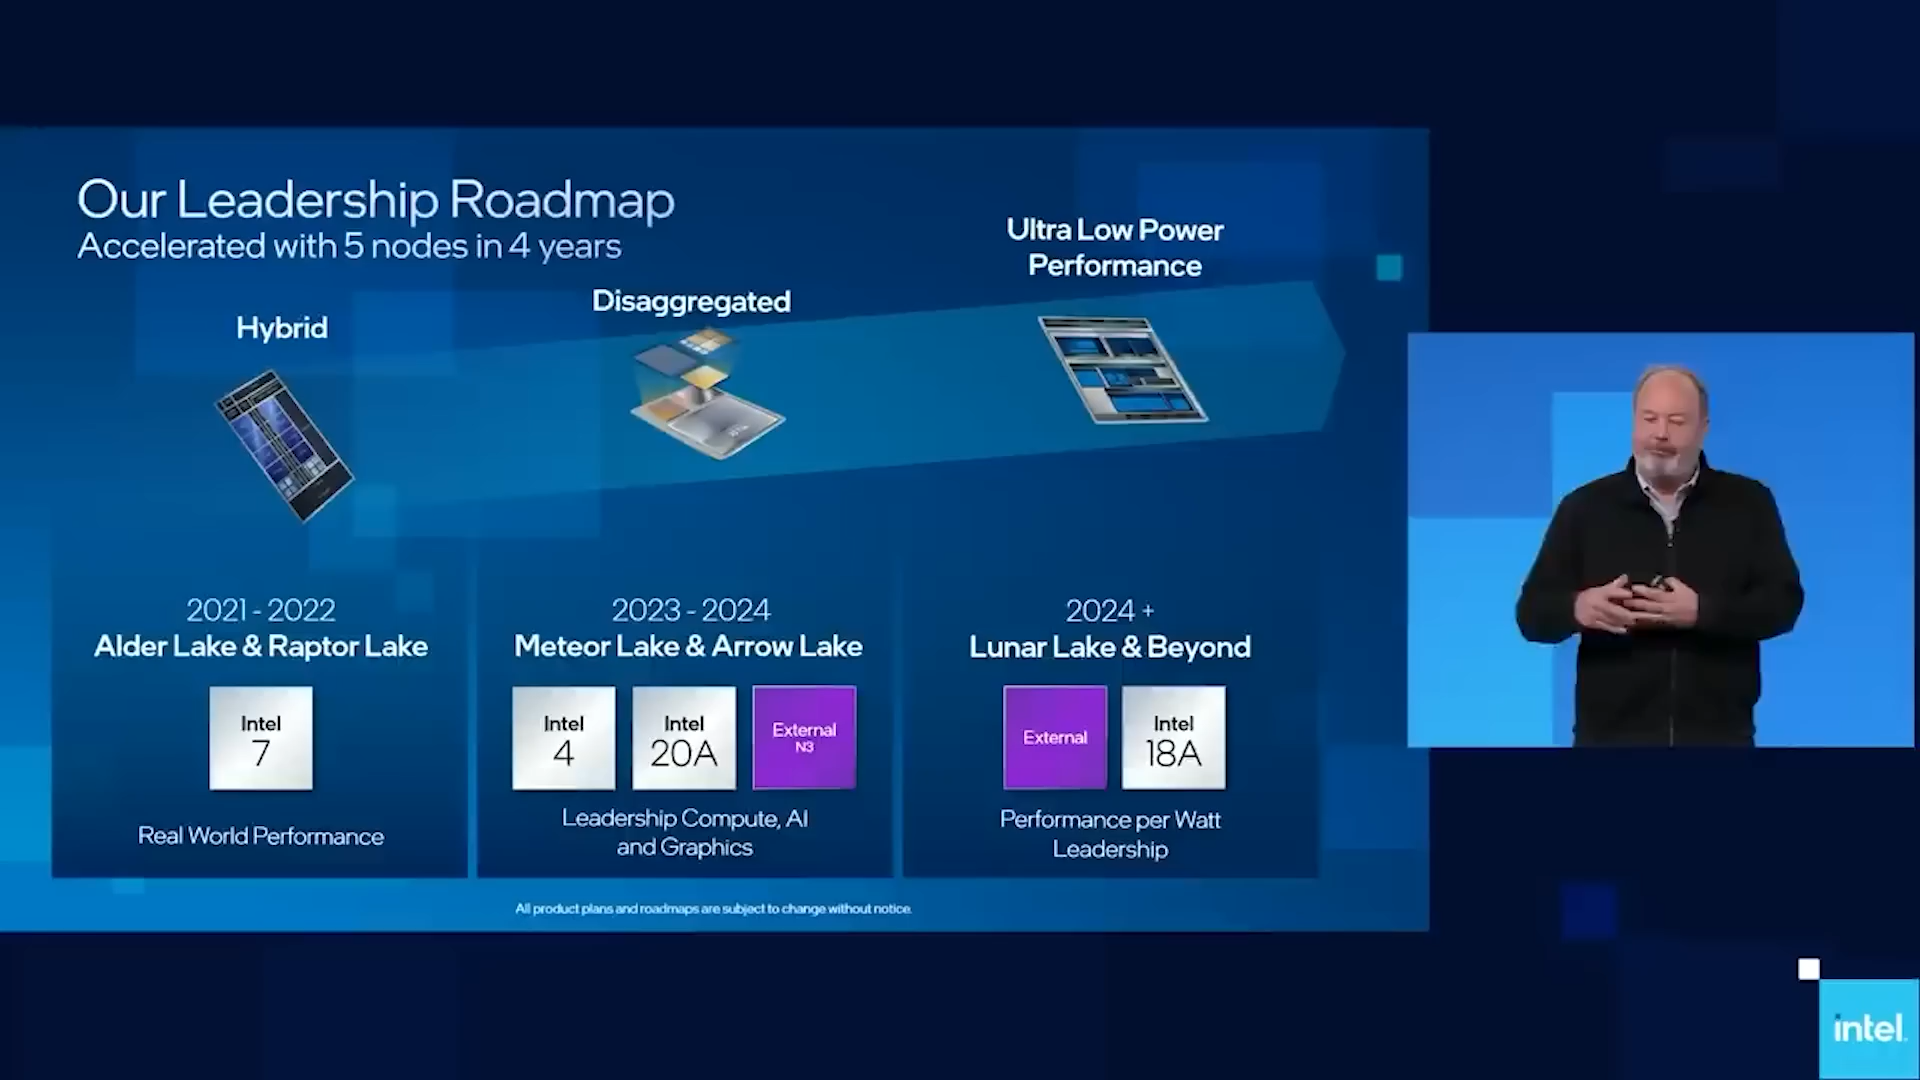 Our Leadership Roadmap
Accelerated with 5 nodes in 4 years
Hybrid
Disaggregated
Ultra Low Power
Performance
2021 - 2022
Alder Lake & Raptor Lake
Intel
7
Real World Performance
2023 - 2024
Meteor Lake & Arrow Lake
Intel
4
Intel
20A
External
N3
Leadership Compute, AI
and Graphics
2024 +
Lunar Lake & Beyond
External
Intel
18A
Performance per Watt
Leadership
All product plans and roadmaps are subject to change without notice.
intel.